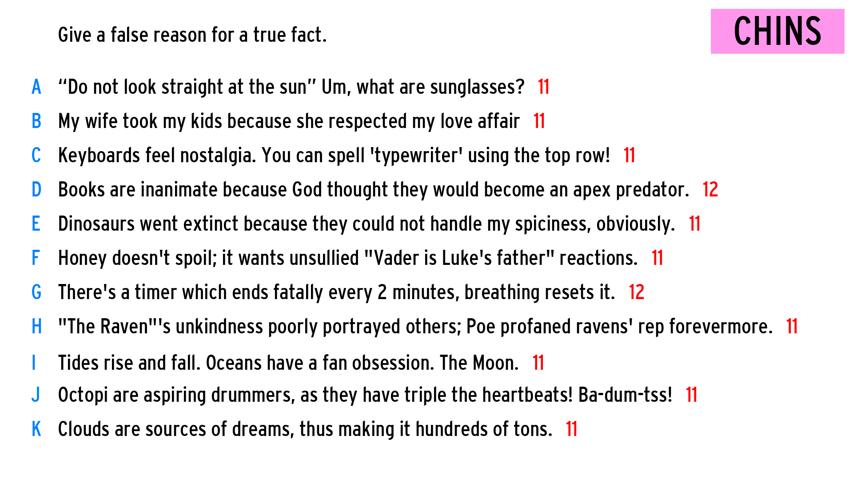 Give a false reason for a true fact.
CHINS
A "Do not look straight at the sun" Um, what are sunglasses? 11
B My wife took my kids because she respected my love affair 11
C Keyboards feel nostalgia. You can spell 'typewriter' using the top row! 11
D Books are inanimate because God thought they would become an apex predator. 12
E Dinosaurs went extinct because they could not handle my spiciness, obviously. 11
F Honey doesn't spoil; it wants unsullied "Vader is Luke's father" reactions. 11
G There's a timer which ends fatally every 2 minutes, breathing resets it. 12
H "The Raven"'s unkindness poorly portrayed others; Poe profaned ravens' rep forevermore. 11
I Tides rise and fall. Oceans have a fan obsession. The Moon. 11
J Octopi are aspiring drummers, as they have triple the heartbeats! Ba-dum-tss! 11
K Clouds are sources of dreams, thus making it hundreds of tons. 11